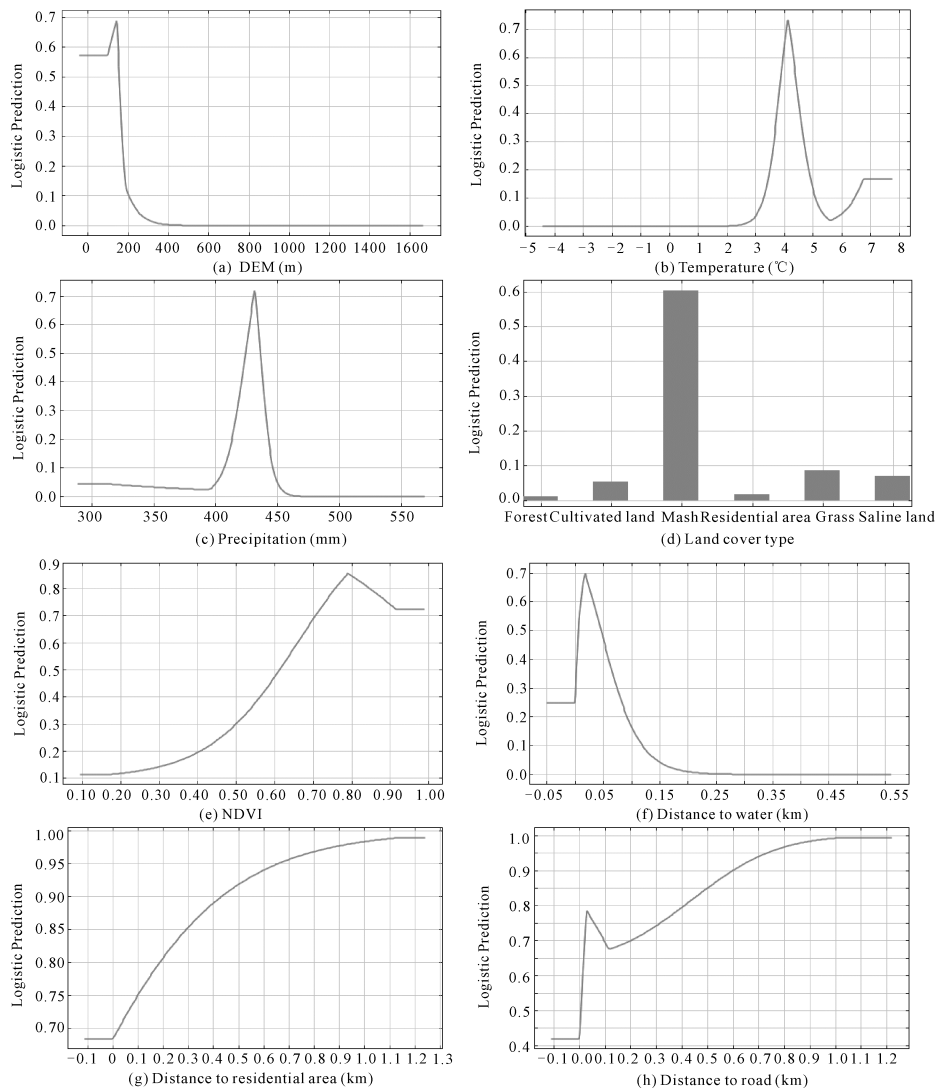 0.7
0.6
0.5
0.4
0.3
0.2
0.1
0.0
Logistic Prediction
0 200 400 600 800 1000 1200 1400 1600
(a) DEM (m)
0.7
0.6
0.5
0.4
0.3
0.2
0.1
0.0
Logistic Prediction
−5 −4 −3 −2 −1 0 1 2 3 4 5 6 7 8
(b) Temperature (℃)
0.7
0.6
0.5
0.4
0.3
0.2
0.1
0.0
Logistic Prediction
300 350 400 450 500 550
(c) Precipitation (mm)
0.6
0.5
0.4
0.3
0.2
0.1
0.0
Logistic Prediction
Forest Cultivated land Mash Residential area Grass Saline land
(d) Land cover type
0.9
0.8
0.7
0.6
0.5
0.4
0.3
0.2
0.1
Logistic Prediction
0.10 0.20 0.30 0.40 0.50 0.60 0.70 0.80 0.90 1.00
(e) NDVI
0.7
0.6
0.5
0.4
0.3
0.2
0.1
0.0
Logistic Prediction
−0.05 0.05 0.15 0.25 0.35 0.45 0.55
(f) Distance to water (km)
1.00
0.95
0.90
0.85
0.80
0.75
0.70
Logistic Prediction
−0.1 0 0.1 0.2 0.3 0.4 0.5 0.6 0.7 0.8 0.9 1.0 1.1 1.2 1.3
(g) Distance to residential area (km)
1.0
0.9
0.8
0.7
0.6
0.5
0.4
Logistic Prediction
−0.1 0.0 0.1 0.2 0.3 0.4 0.5 0.6 0.7 0.8 0.9 1.0 1.1 1.2
(h) Distance to road (km)